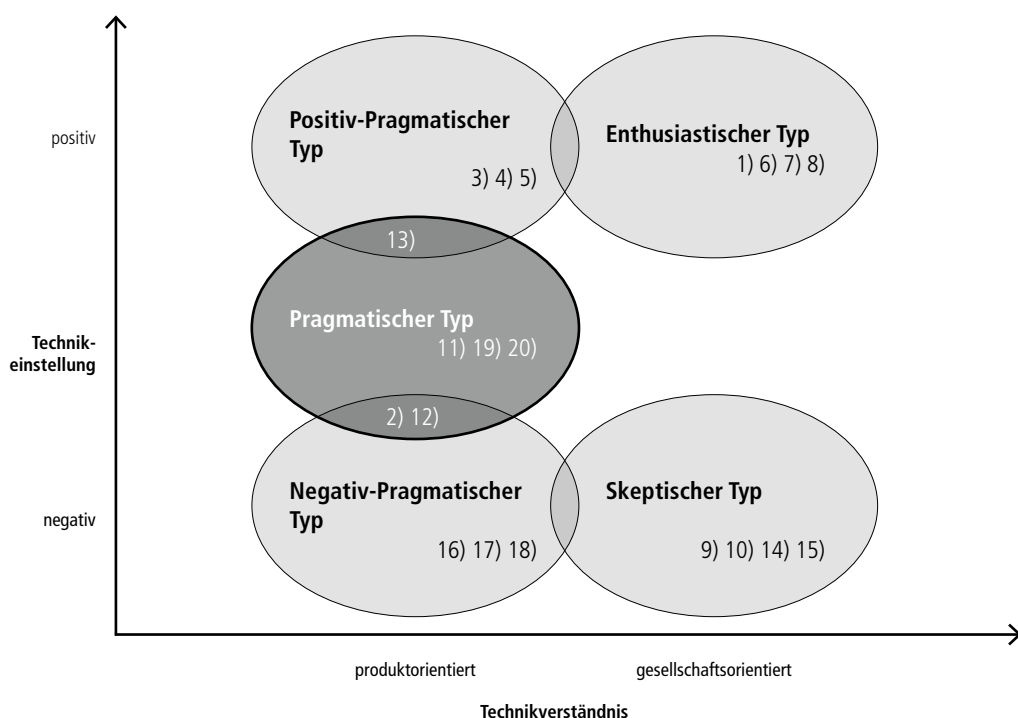 positiv
Positiv-Pragmatischer
Typ
3) 4) 5)
Enthusiastischer Typ
1) 6) 7) 8)
13)
Technik-
einstellung
Pragmatischer Typ
11) 19) 20)
2) 12)
negativ
Negativ-Pragmatischer
Typ
16) 17) 18)
Skeptischer Typ
9) 10) 14) 15)
produktorientiert
gesellschaftsorientiert
Technikverständnis